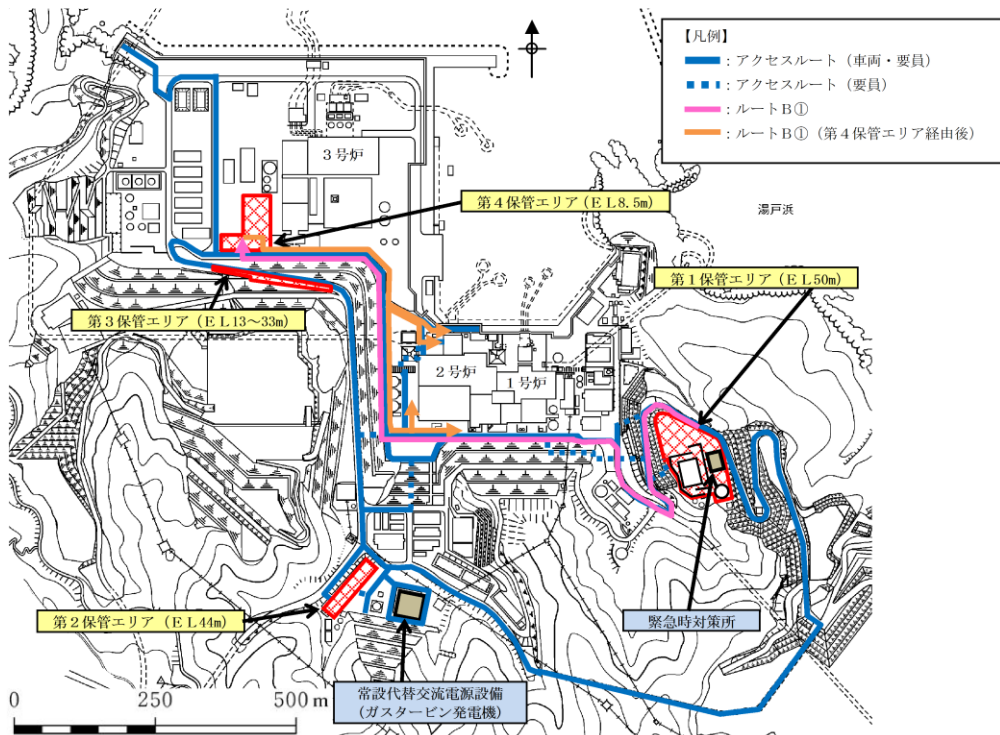 【凡例】
：アクセスルート（車両・要員）
：アクセスルート（要員）
：ルートＢ①
：ルートＢ①（第４保管エリア経由後）
３号炉
第４保管エリア（ＥＬ8.5m）
湯戸浜
第１保管エリア（ＥＬ50m）
第３保管エリア（ＥＬ13～33m）
２号炉
１号炉
第２保管エリア（ＥＬ44m）
緊急時対策所
常設代替交流電源設備
（ガスタービン発電機）
0 250 500 m